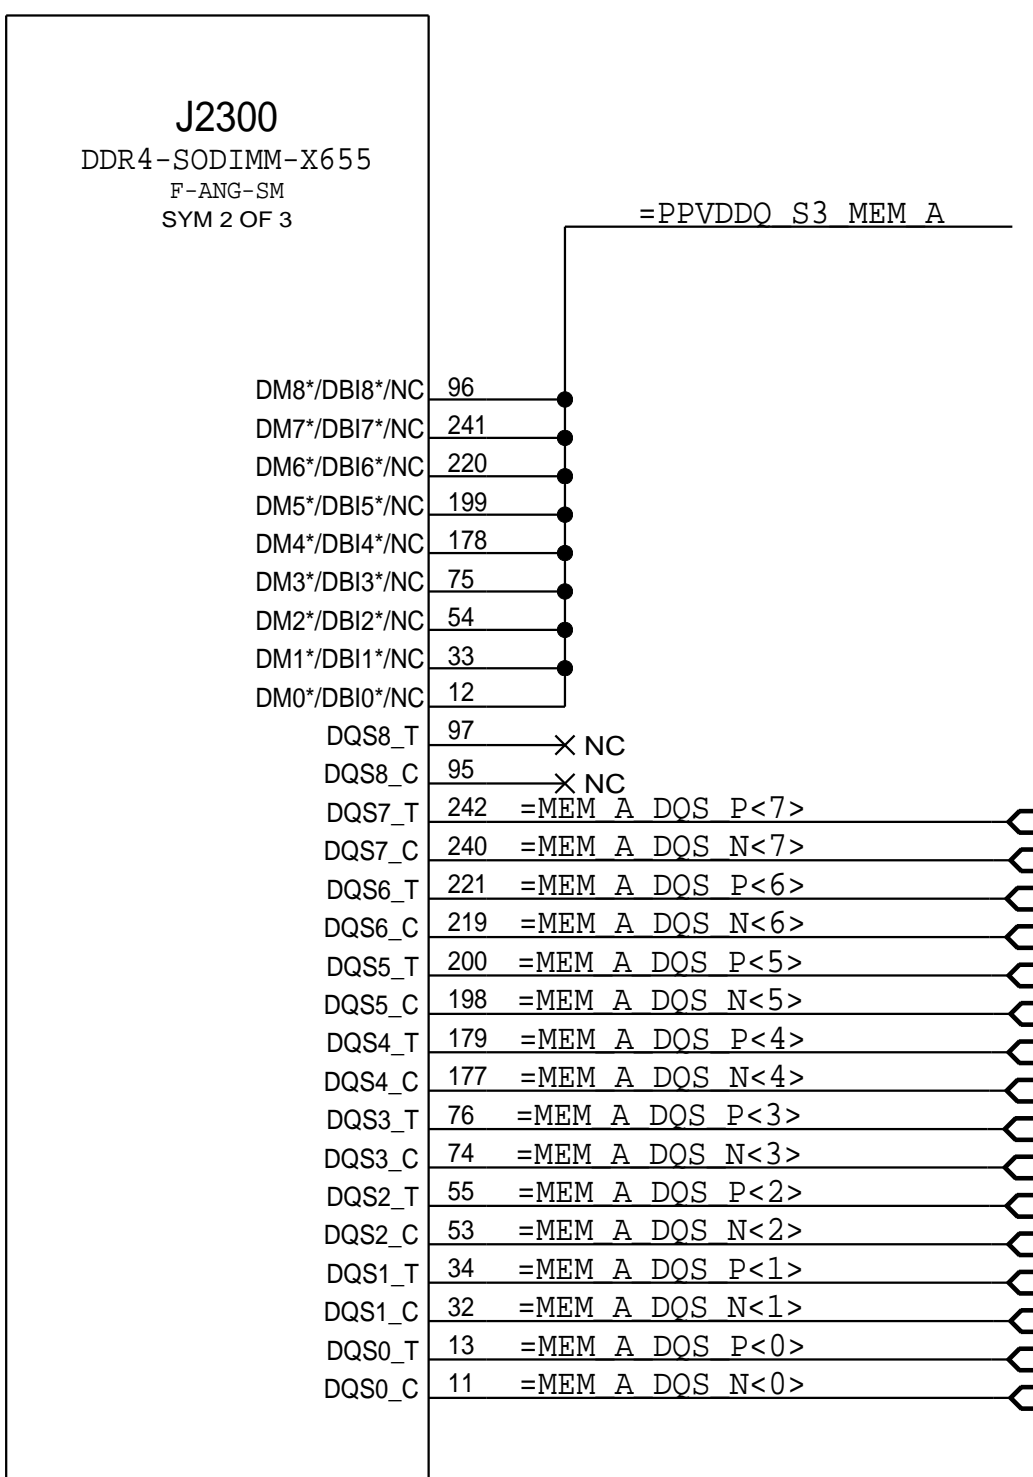 J2300
DDR4-SODIMM-X655
F-ANG-SM
SYM 2 OF 3
=PPVDDQ_S3_MEM_A
DM8*/DBI8*/NC 96
DM7*/DBI7*/NC 241
DM6*/DBI6*/NC 220
DM5*/DBI5*/NC 199
DM4*/DBI4*/NC 178
DM3*/DBI3*/NC 75
DM2*/DBI2*/NC 54
DM1*/DBI1*/NC 33
DM0*/DBI0*/NC 12
DQS8_T 97 NC
DQS8_C 95 NC
DQS7_T 242 =MEM_A_DQS_P<7>
DQS7_C 240 =MEM_A_DQS_N<7>
DQS6_T 221 =MEM_A_DQS_P<6>
DQS6_C 219 =MEM_A_DQS_N<6>
DQS5_T 200 =MEM_A_DQS_P<5>
DQS5_C 198 =MEM_A_DQS_N<5>
DQS4_T 179 =MEM_A_DQS_P<4>
DQS4_C 177 =MEM_A_DQS_N<4>
DQS3_T 76 =MEM_A_DQS_P<3>
DQS3_C 74 =MEM_A_DQS_N<3>
DQS2_T 55 =MEM_A_DQS_P<2>
DQS2_C 53 =MEM_A_DQS_N<2>
DQS1_T 34 =MEM_A_DQS_P<1>
DQS1_C 32 =MEM_A_DQS_N<1>
DQS0_T 13 =MEM_A_DQS_P<0>
DQS0_C 11 =MEM_A_DQS_N<0>